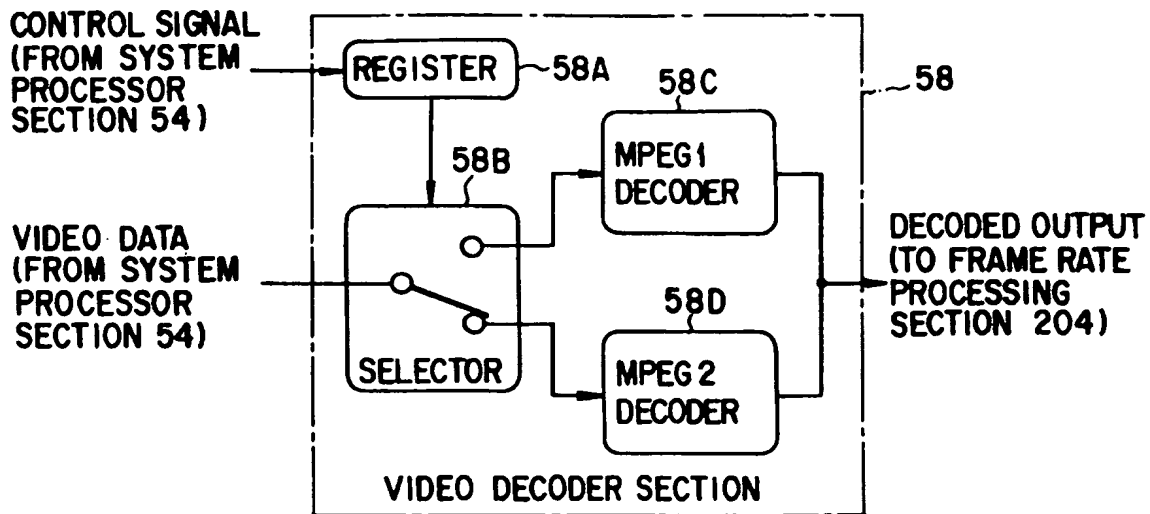 CONTROL SIGNAL
(FROM SYSTEM
PROCESSOR
SECTION 54)
REGISTER
58A
58C
58
MPEG1
DECODER
58B
VIDEO DATA
(FROM SYSTEM
PROCESSOR
SECTION 54)
SELECTOR
58D
MPEG2
DECODER
DECODED OUTPUT
(TO FRAME RATE
PROCESSING
SECTION 204)
VIDEO DECODER SECTION